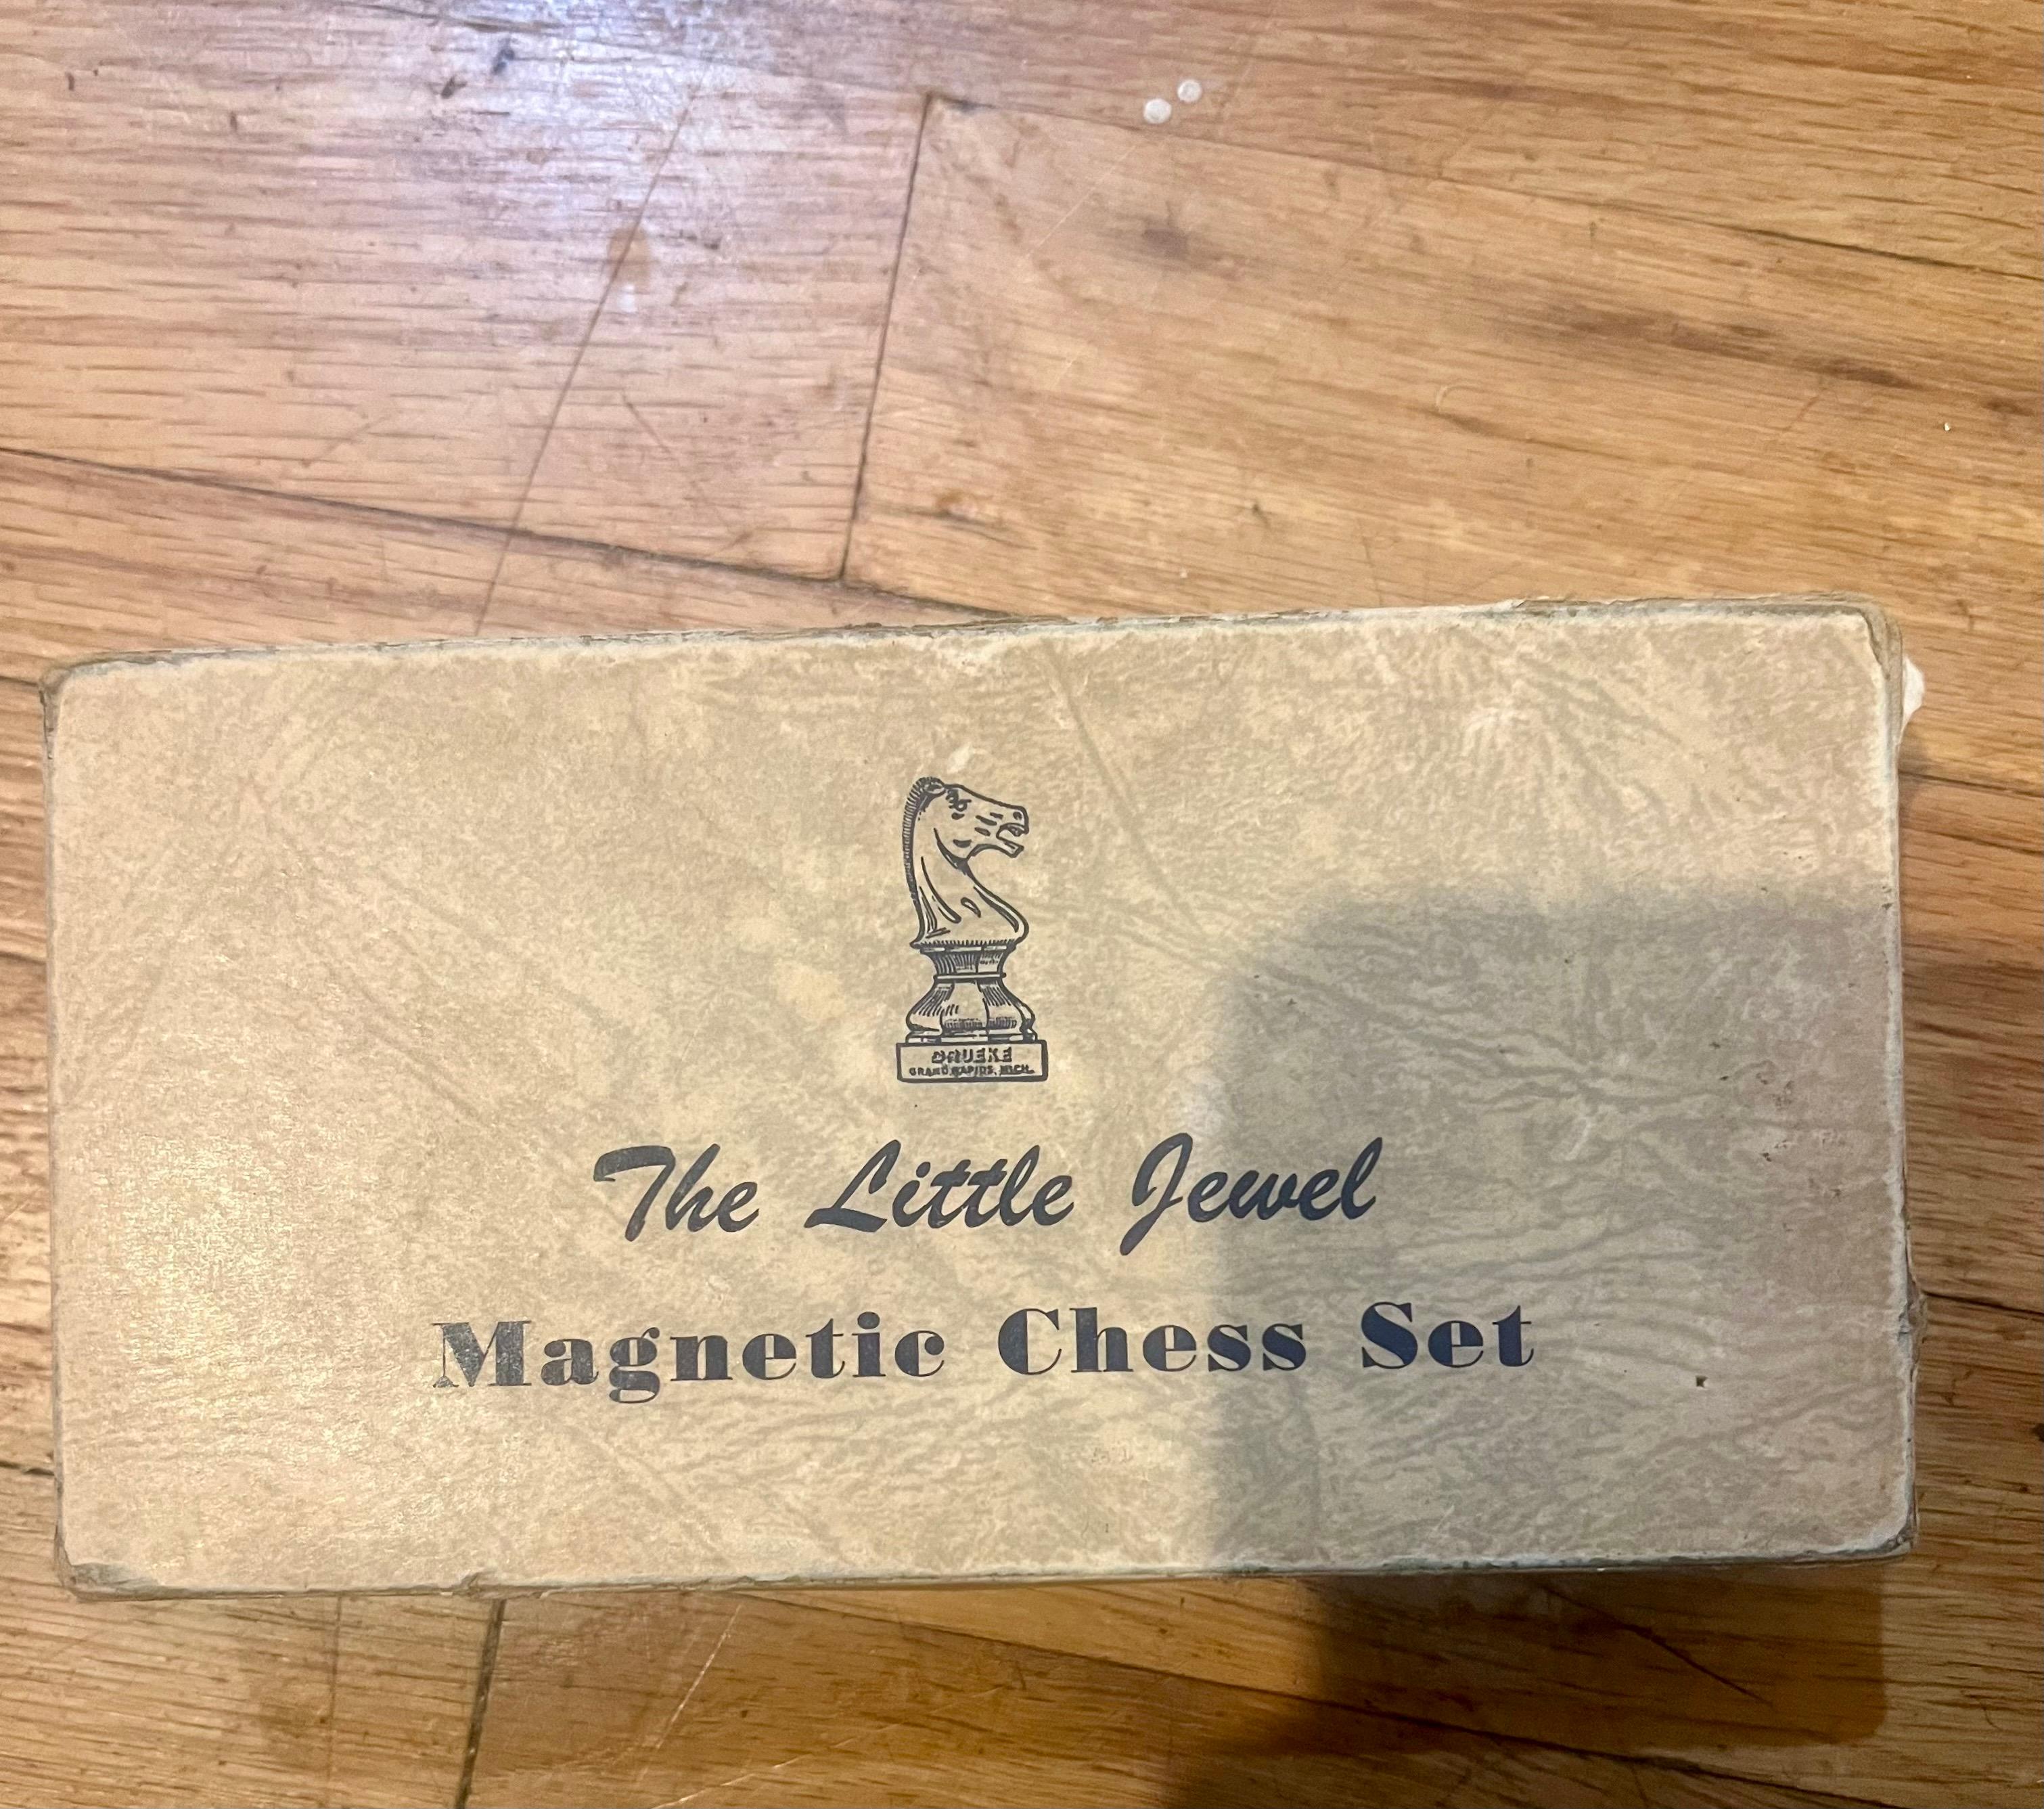 DRUEKE
GRAND RAPIDS, MICH.
The Little Jewel
Magnetic Chess Set